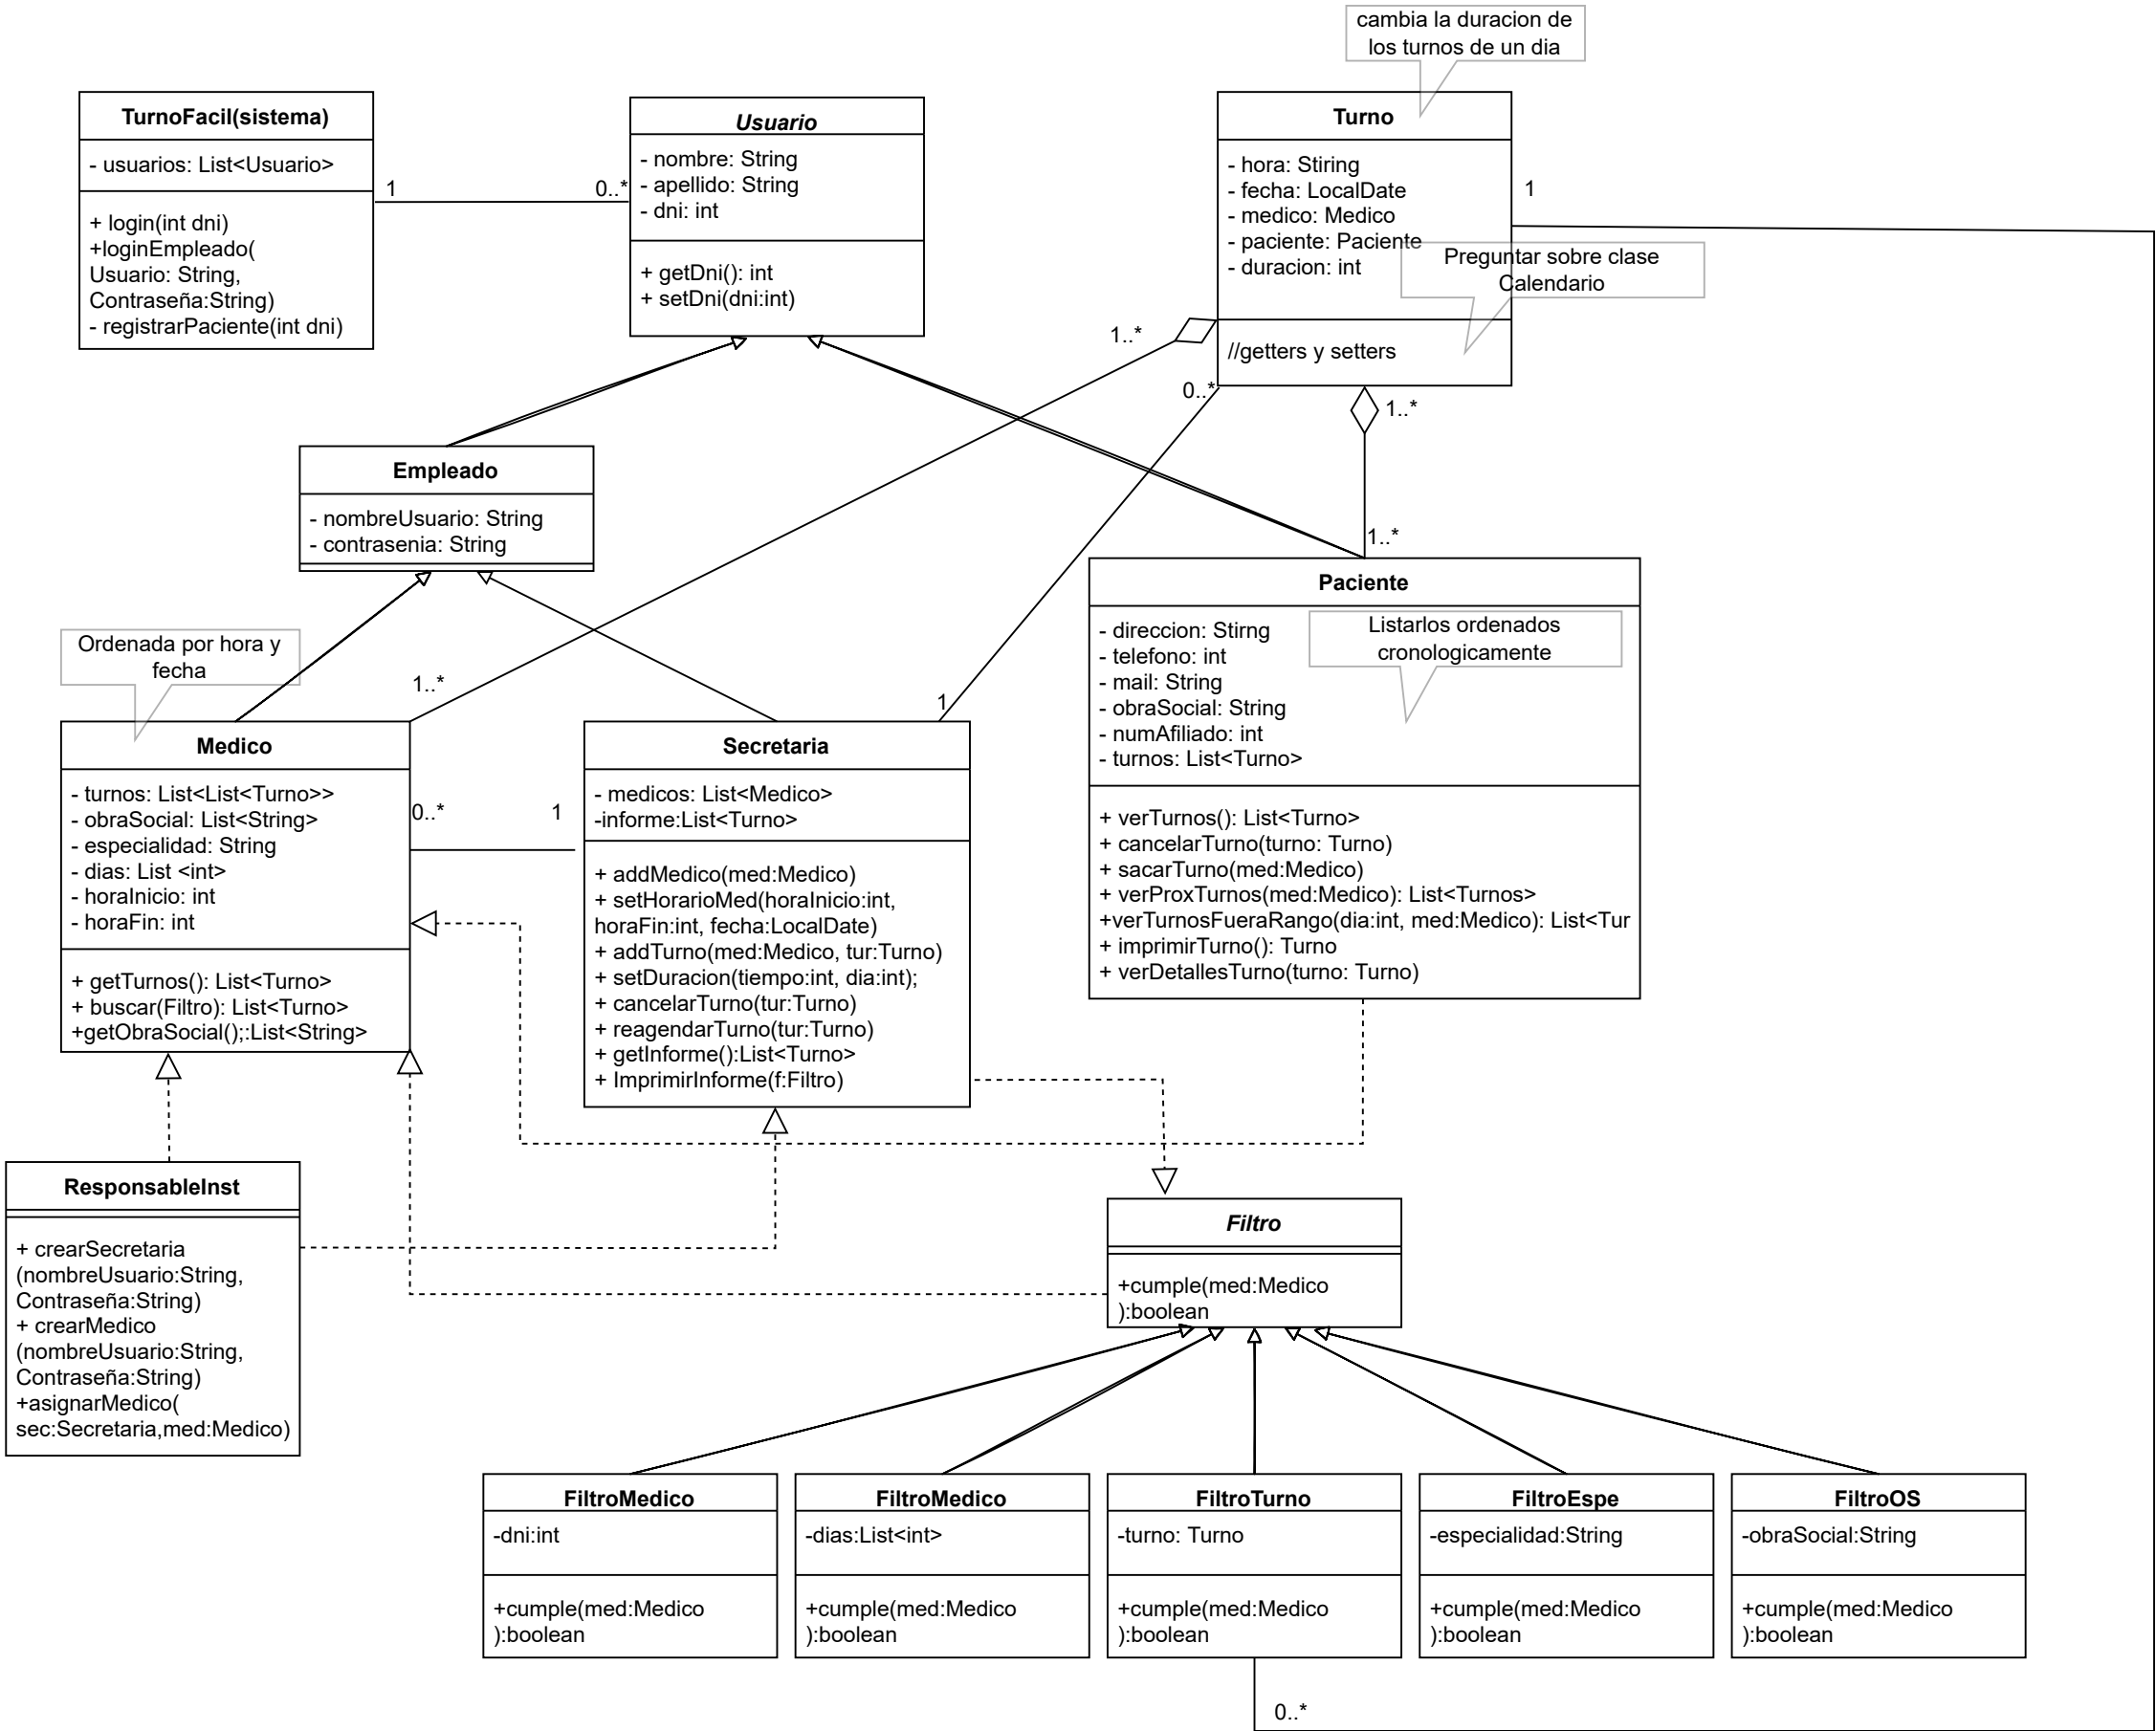 cambia la duracion de
los turnos de un dia
TurnoFacil(sistema)
- usuarios: List<Usuario>
+ login(int dni)
+loginEmpleado(
Usuario: String,
Contraseña:String)
- registrarPaciente(int dni)
1
0..*
Usuario
- nombre: String
- apellido: String
- dni: int
+ getDni(): int
+ setDni(dni:int)
Turno
- hora: Stiring
- fecha: LocalDate
- medico: Medico
- paciente: Paciente
- duracion: int
//getters y setters
1
Preguntar sobre clase
Calendario
1..*
0..*
1..*
Empleado
- nombreUsuario: String
- contrasenia: String
1..*
Paciente
- direccion: Stirng
- telefono: int
- mail: String
- obraSocial: String
- numAfiliado: int
- turnos: List<Turno>
+ verTurnos(): List<Turno>
+ cancelarTurno(turno: Turno)
+ sacarTurno(med:Medico)
+ verProxTurnos(med:Medico): List<Turnos>
+verTurnosFueraRango(dia:int, med:Medico): List<Tur
+ imprimirTurno(): Turno
+ verDetallesTurno(turno: Turno)
Listarlos ordenados
cronologicamente
Ordenada por hora y
fecha
1..*
1
Medico
- turnos: List<List<Turno>>
- obraSocial: List<String>
- especialidad: String
- dias: List <int>
- horaInicio: int
- horaFin: int
+ getTurnos(): List<Turno>
+ buscar(Filtro): List<Turno>
+getObraSocial();:List<String>
0..*
1
Secretaria
- medicos: List<Medico>
-informe:List<Turno>
+ addMedico(med:Medico)
+ setHorarioMed(horaInicio:int,
horaFin:int, fecha:LocalDate)
+ addTurno(med:Medico, tur:Turno)
+ setDuracion(tiempo:int, dia:int);
+ cancelarTurno(tur:Turno)
+ reagendarTurno(tur:Turno)
+ getInforme():List<Turno>
+ ImprimirInforme(f:Filtro)
ResponsableInst
+ crearSecretaria
(nombreUsuario:String,
Contraseña:String)
+ crearMedico
(nombreUsuario:String,
Contraseña:String)
+asignarMedico(
sec:Secretaria,med:Medico)
Filtro
+cumple(med:Medico
):boolean
FiltroMedico
-dni:int
+cumple(med:Medico
):boolean
FiltroMedico
-dias:List<int>
+cumple(med:Medico
):boolean
FiltroTurno
-turno: Turno
+cumple(med:Medico
):boolean
FiltroEspe
-especialidad:String
+cumple(med:Medico
):boolean
FiltroOS
-obraSocial:String
+cumple(med:Medico
):boolean
0..*